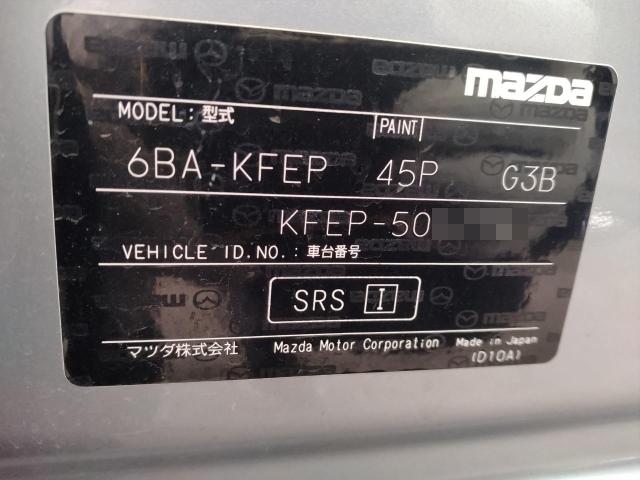 mazDa
MODEL : 型式
PAINT
6BA-KFEP 45P G3B
KFEP-50
VEHICLE ID.NO. : 車台番号
SRS I
マツダ株式会社 Mazda Motor Corporation Made in Japan
(D10A)